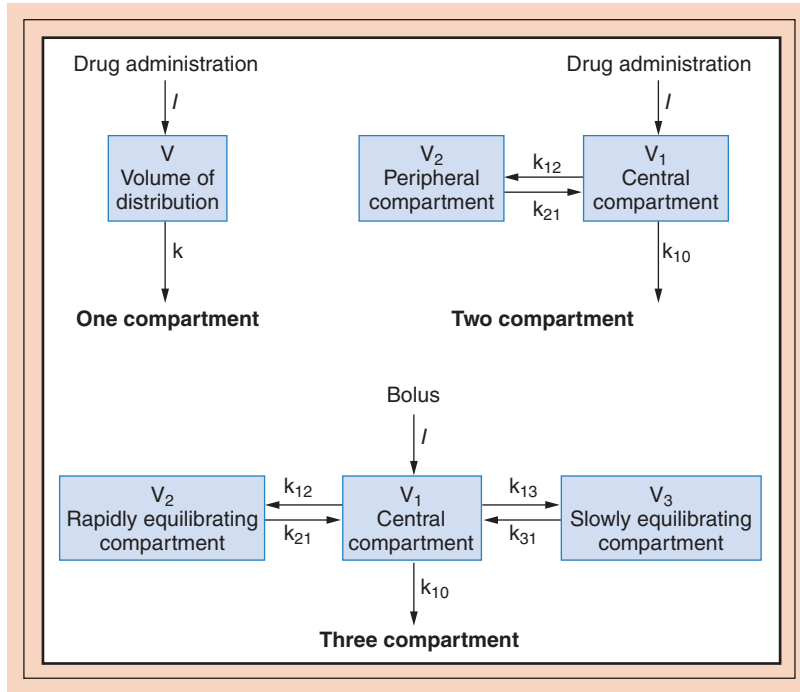 Drug administration
I
V
Volume of
distribution
k
One compartment
Drug administration
I
V2
Peripheral
compartment
k12
k21
V1
Central
compartment
k10
Two compartment
Bolus
I
V2
Rapidly equilibrating
compartment
k12
k21
V1
Central
compartment
k13
k31
V3
Slowly equilibrating
compartment
k10
Three compartment